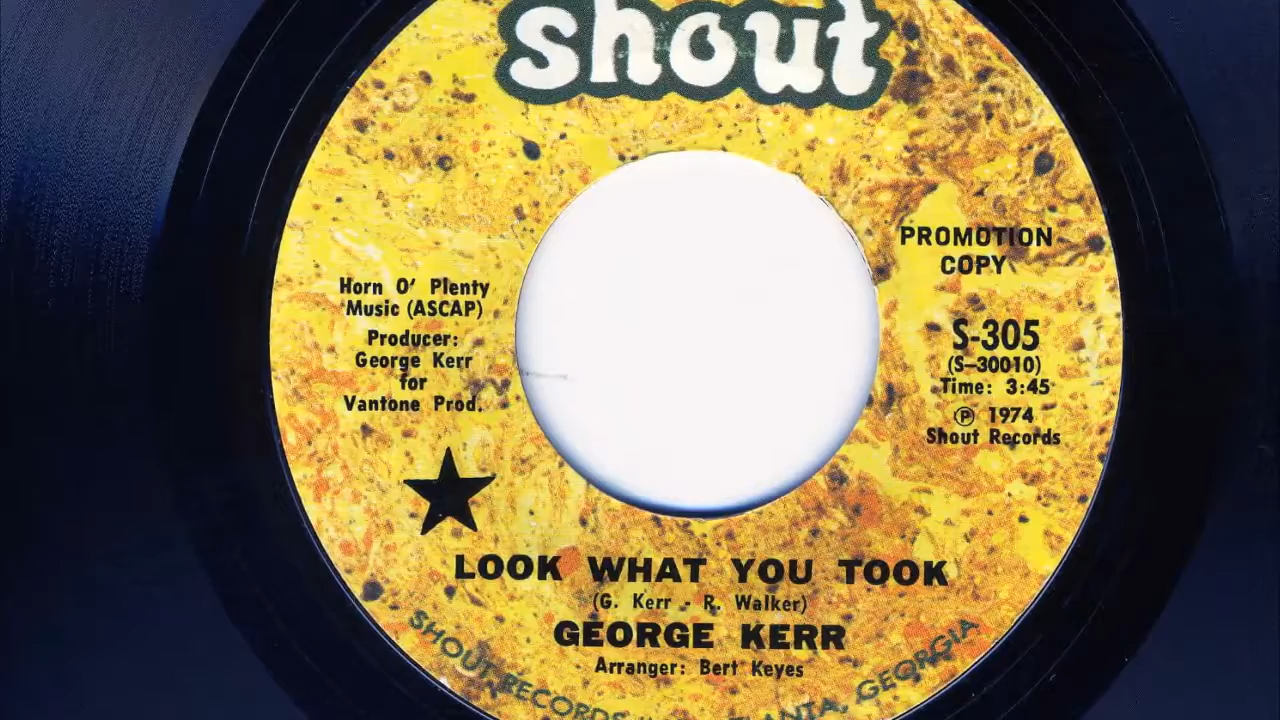 shout
PROMOTION
COPY
Horn O' Plenty
Music (ASCAP)
Producer:
George Kerr
for
Vantone Prod.
S-305
(S-30010)
Time: 3:45
℗ 1974
Shout Records
LOOK WHAT YOU TOOK
(G. Kerr - R. Walker)
GEORGE KERR
Arranger: Bert Keyes
SHOUT RECORDS GEORGIA